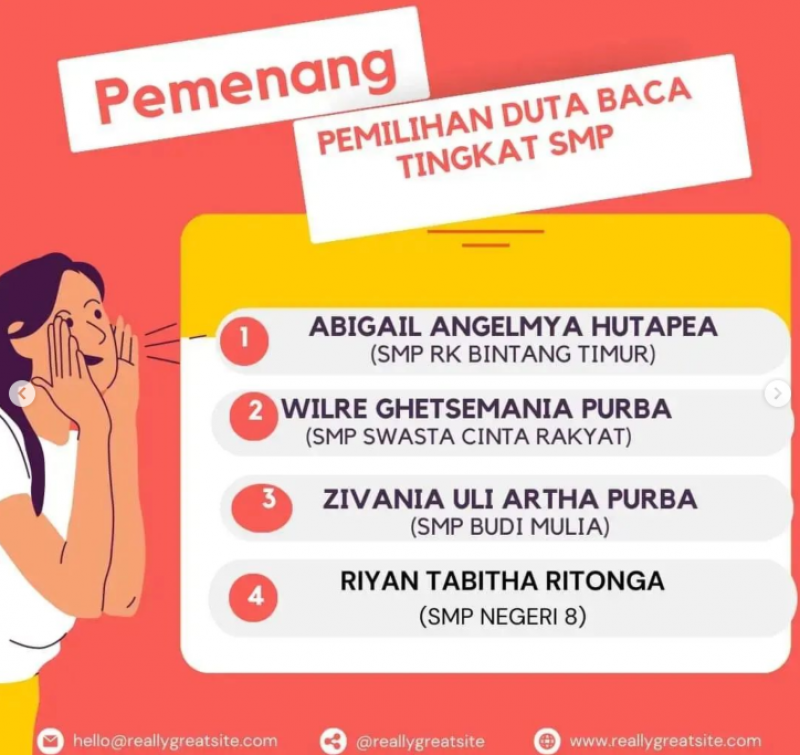 Pemenang
PEMILIHAN DUTA BACA
TINGKAT SMP
1
ABIGAIL ANGELMYA HUTAPEA
(SMP RK BINTANG TIMUR)
2
WILRE GHETSEMANIA PURBA
(SMP SWASTA CINTA RAKYAT)
3
ZIVANIA ULI ARTHA PURBA
(SMP BUDI MULIA)
4
RIYAN TABITHA RITONGA
(SMP NEGERI 8)
hello@reallygreatsite.com
@reallygreatsite
www.reallygreatsite.com